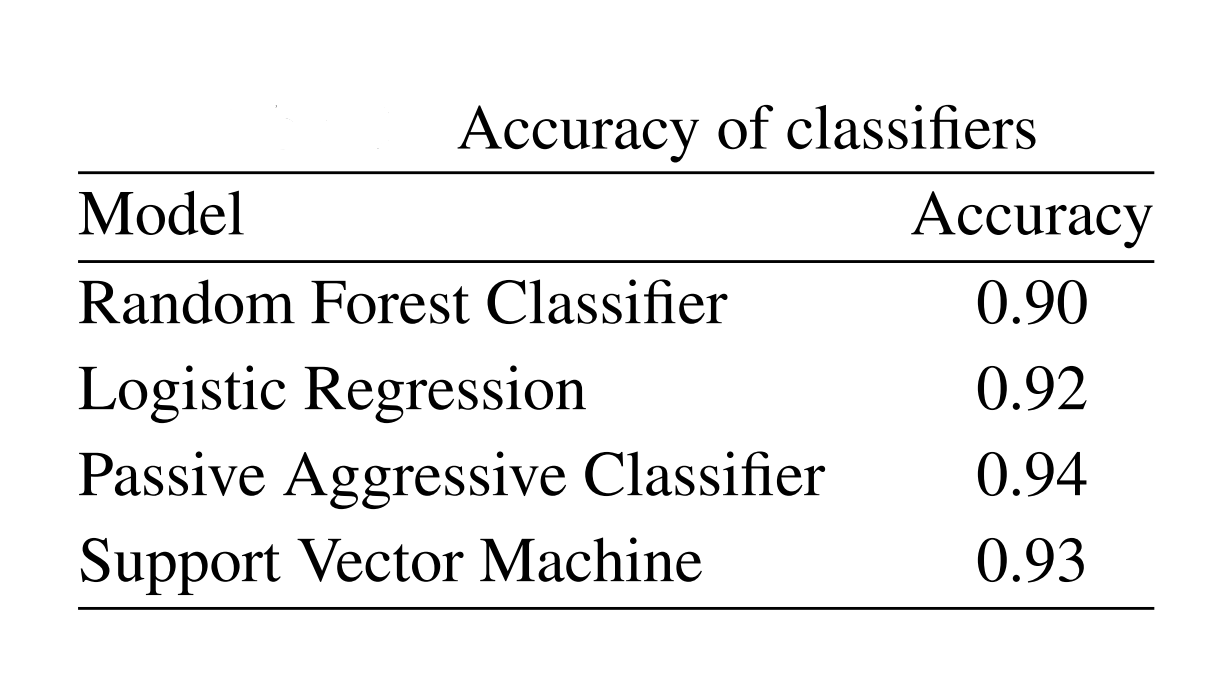 Accuracy of classifiers
Model Accuracy
Random Forest Classifier 0.90
Logistic Regression 0.92
Passive Aggressive Classifier 0.94
Support Vector Machine 0.93